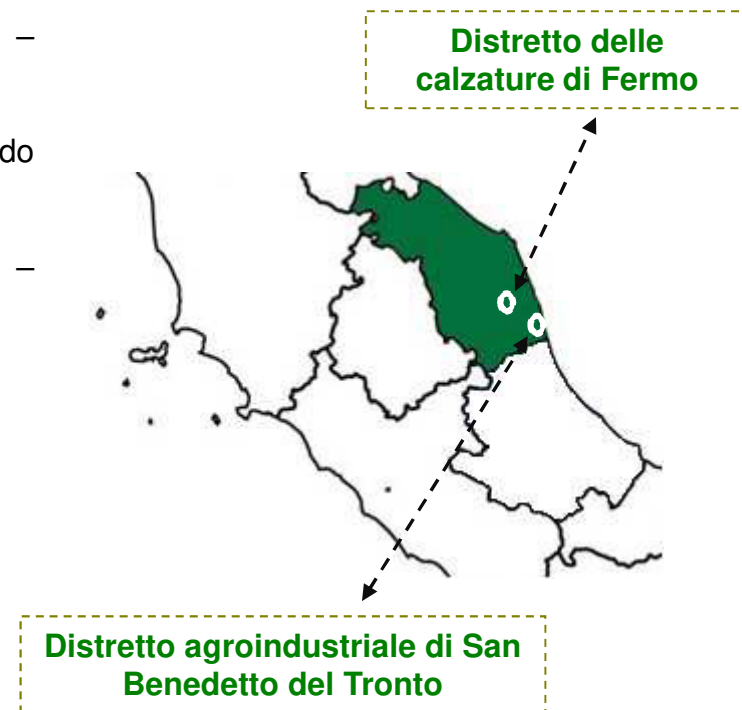 –
Distretto delle
calzature di Fermo
do
–
Distretto agroindustriale di San
Benedetto del Tronto